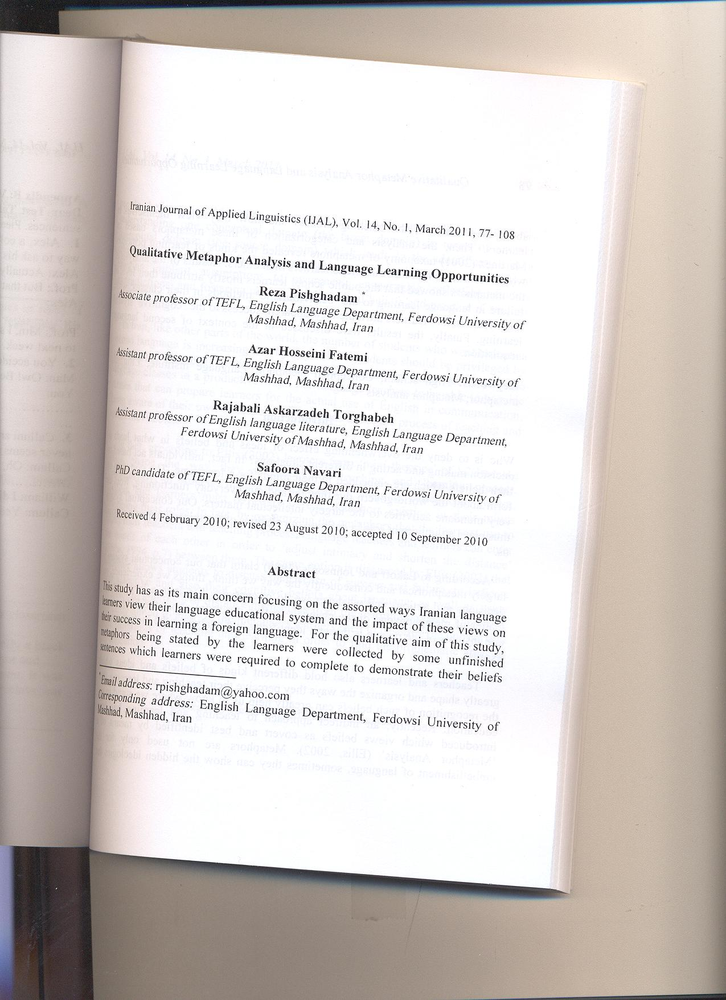 Iranian Journal of Applied Linguistics (IJAL), Vol. 14, No. 1, March 2011, 77- 108
Qualitative Metaphor Analysis and Language Learning Opportunities
Reza Pishghadam *
Associate professor of TEFL, English Language Department, Ferdowsi University of
Mashhad, Mashhad, Iran
Azar Hosseini Fatemi
Assistant professor of TEFL, English Language Department, Ferdowsi University of
Mashhad, Mashhad, Iran
Rajabali Askarzadeh Torghabeh
Assistant professor of English language literature, English Language Department,
Ferdowsi University of Mashhad, Mashhad, Iran
Safoora Navari
PhD candidate of TEFL, English Language Department, Ferdowsi University of
Mashhad, Mashhad, Iran
Received 4 February 2010; revised 23 August 2010; accepted 10 September 2010
Abstract
This study has as its main concern focusing on the assorted ways Iranian language
learners view their language educational system and the impact of these views on
their success in learning a foreign language. For the qualitative aim of this study,
metaphors being stated by the learners were collected by some unfinished
sentences which learners were required to complete to demonstrate their beliefs
* Email address: rpishghadam@yahoo.com
Corresponding address: English Language Department, Ferdowsi University of
Mashhad, Mashhad, Iran